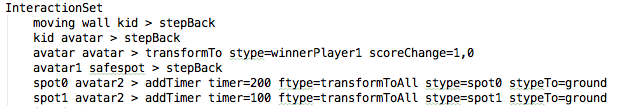 InteractionSet
moving wall kid > stepBack
kid avatar > stepBack
avatar avatar > transformTo stype=winnerPlayer1 scoreChange=1,0
avatar1 safespot > stepBack
spot0 avatar2 > addTimer timer=200 ftype=transformToAll stype=spot0 stypeTo=ground
spot1 avatar2 > addTimer timer=100 ftype=transformToAll stype=spot1 stypeTo=ground